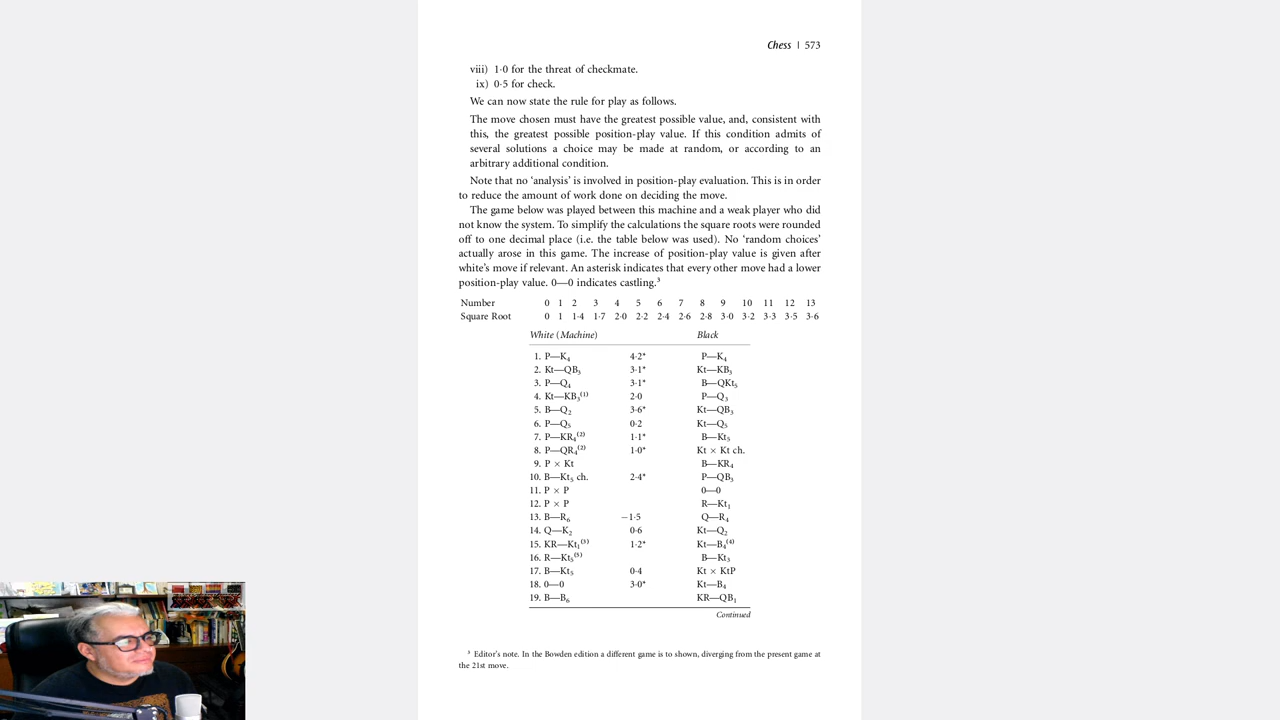 Chess | 573
viii) 1·0 for the threat of checkmate.
ix) 0·5 for check.
We can now state the rule for play as follows.
The move chosen must have the greatest possible value, and, consistent with
this, the greatest possible position-play value. If this condition admits of
several solutions a choice may be made at random, or according to an
arbitrary additional condition.
Note that no ‘analysis’ is involved in position-play evaluation. This is in order
to reduce the amount of work done on deciding the move.
The game below was played between this machine and a weak player who did
not know the system. To simplify the calculations the square roots were rounded
off to one decimal place (i.e. the table below was used). No ‘random choices’
actually arose in this game. The increase of position-play value is given after
white’s move if relevant. An asterisk indicates that every other move had a lower
position-play value. 0—0 indicates castling.³
Number 0 1 2 3 4 5 6 7 8 9 10 11 12 13
Square Root 0 1 1·4 1·7 2·0 2·2 2·4 2·6 2·8 3·0 3·2 3·3 3·5 3·6
White (Machine) Black
1. P—K₄ 4·2* P—K₄
2. Kt—QB₃ 3·1* Kt—KB₃
3. P—Q₄ 3·1* B—QKt₅
4. Kt—KB₃⁽¹⁾ 2·0 P—Q₃
5. B—Q₂ 3·6* Kt—QB₃
6. P—Q₅ 0·2 Kt—Q₅
7. P—KR₄⁽²⁾ 1·1* B—Kt₅
8. P—QR₄⁽²⁾ 1·0* Kt × Kt ch.
9. P × Kt B—KR₄
10. B—Kt₅ ch. 2·4* P—QB₃
11. P × P 0—0
12. P × P R—Kt₁
13. B—R₆ −1·5 Q—R₄
14. Q—K₂ 0·6 Kt—Q₂
15. KR—Kt₁⁽³⁾ 1·2* Kt—B₄⁽⁴⁾
16. R—Kt₅⁽⁵⁾ B—Kt₃
17. B—Kt₅ 0·4 Kt × KtP
18. 0—0 3·0* Kt—B₄
19. B—B₆ KR—QB₁
Continued
³ Editor’s note. In the Bowden edition a different game is to shown, diverging from the present game at
the 21st move.